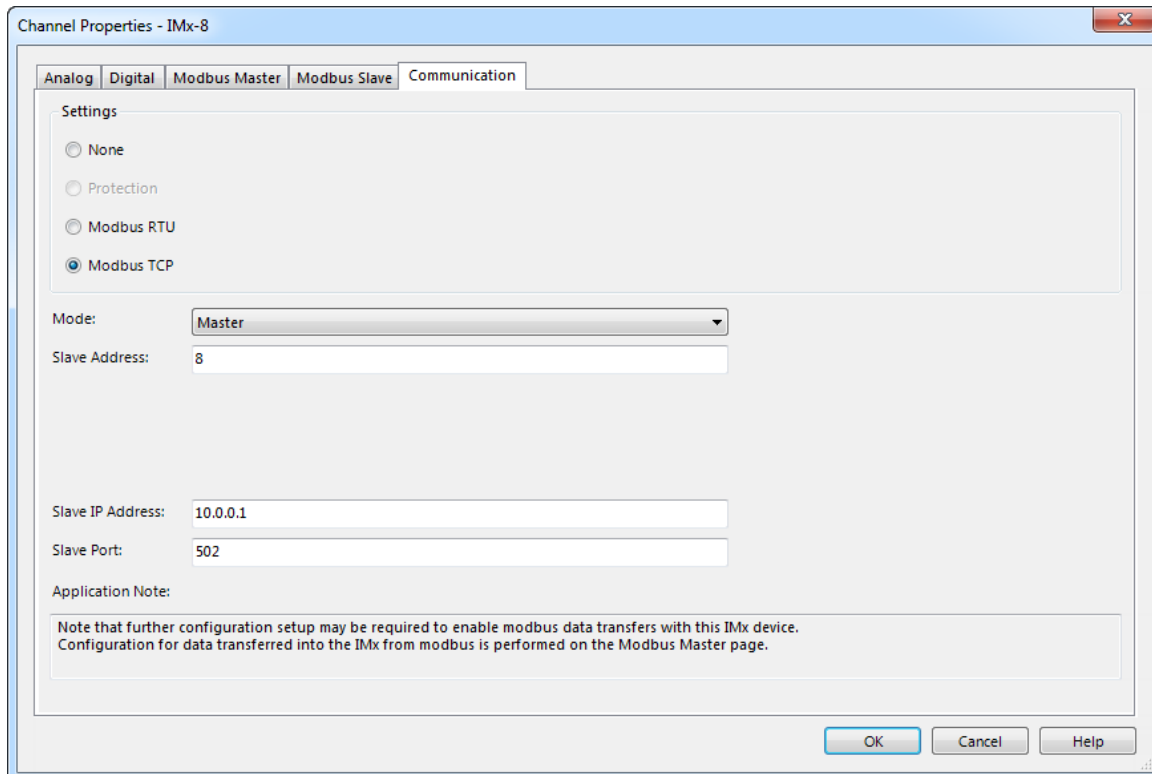 Channel Properties - IMx-8
Analog Digital Modbus Master Modbus Slave Communication
Settings
None
Protection
Modbus RTU
Modbus TCP
Mode: Master
Slave Address: 8
Slave IP Address: 10.0.0.1
Slave Port: 502
Application Note:
Note that further configuration setup may be required to enable modbus data transfers with this IMx device.
Configuration for data transferred into the IMx from modbus is performed on the Modbus Master page.
OK Cancel Help